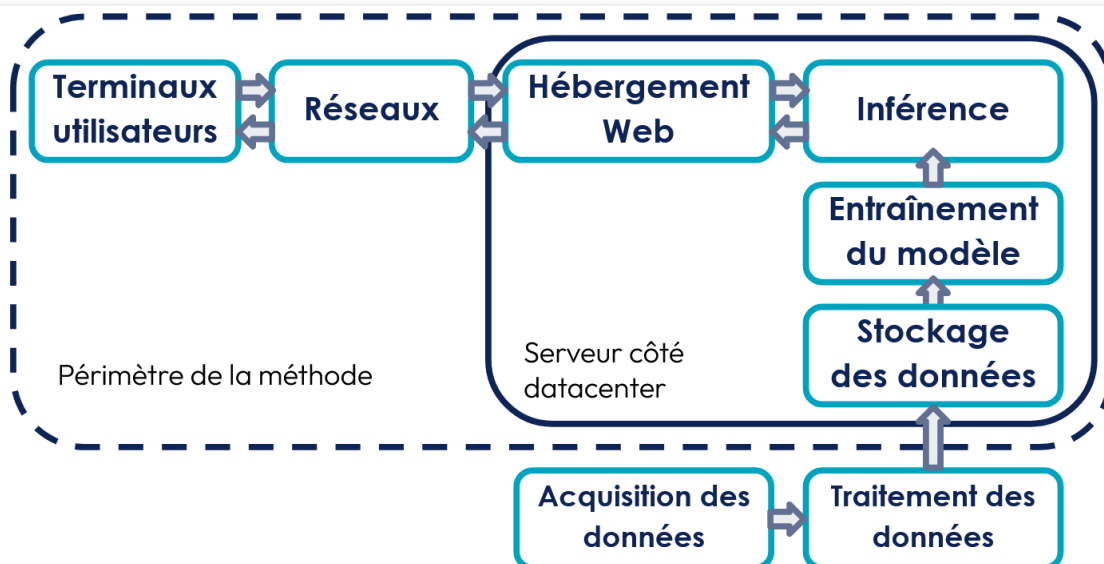 Terminaux
utilisateurs
Réseaux
Hébergement
Web
Inférence
Entraînement
du modèle
Stockage
des données
Périmètre de la méthode
Serveur côté
datacenter
Acquisition des
données
Traitement des
données